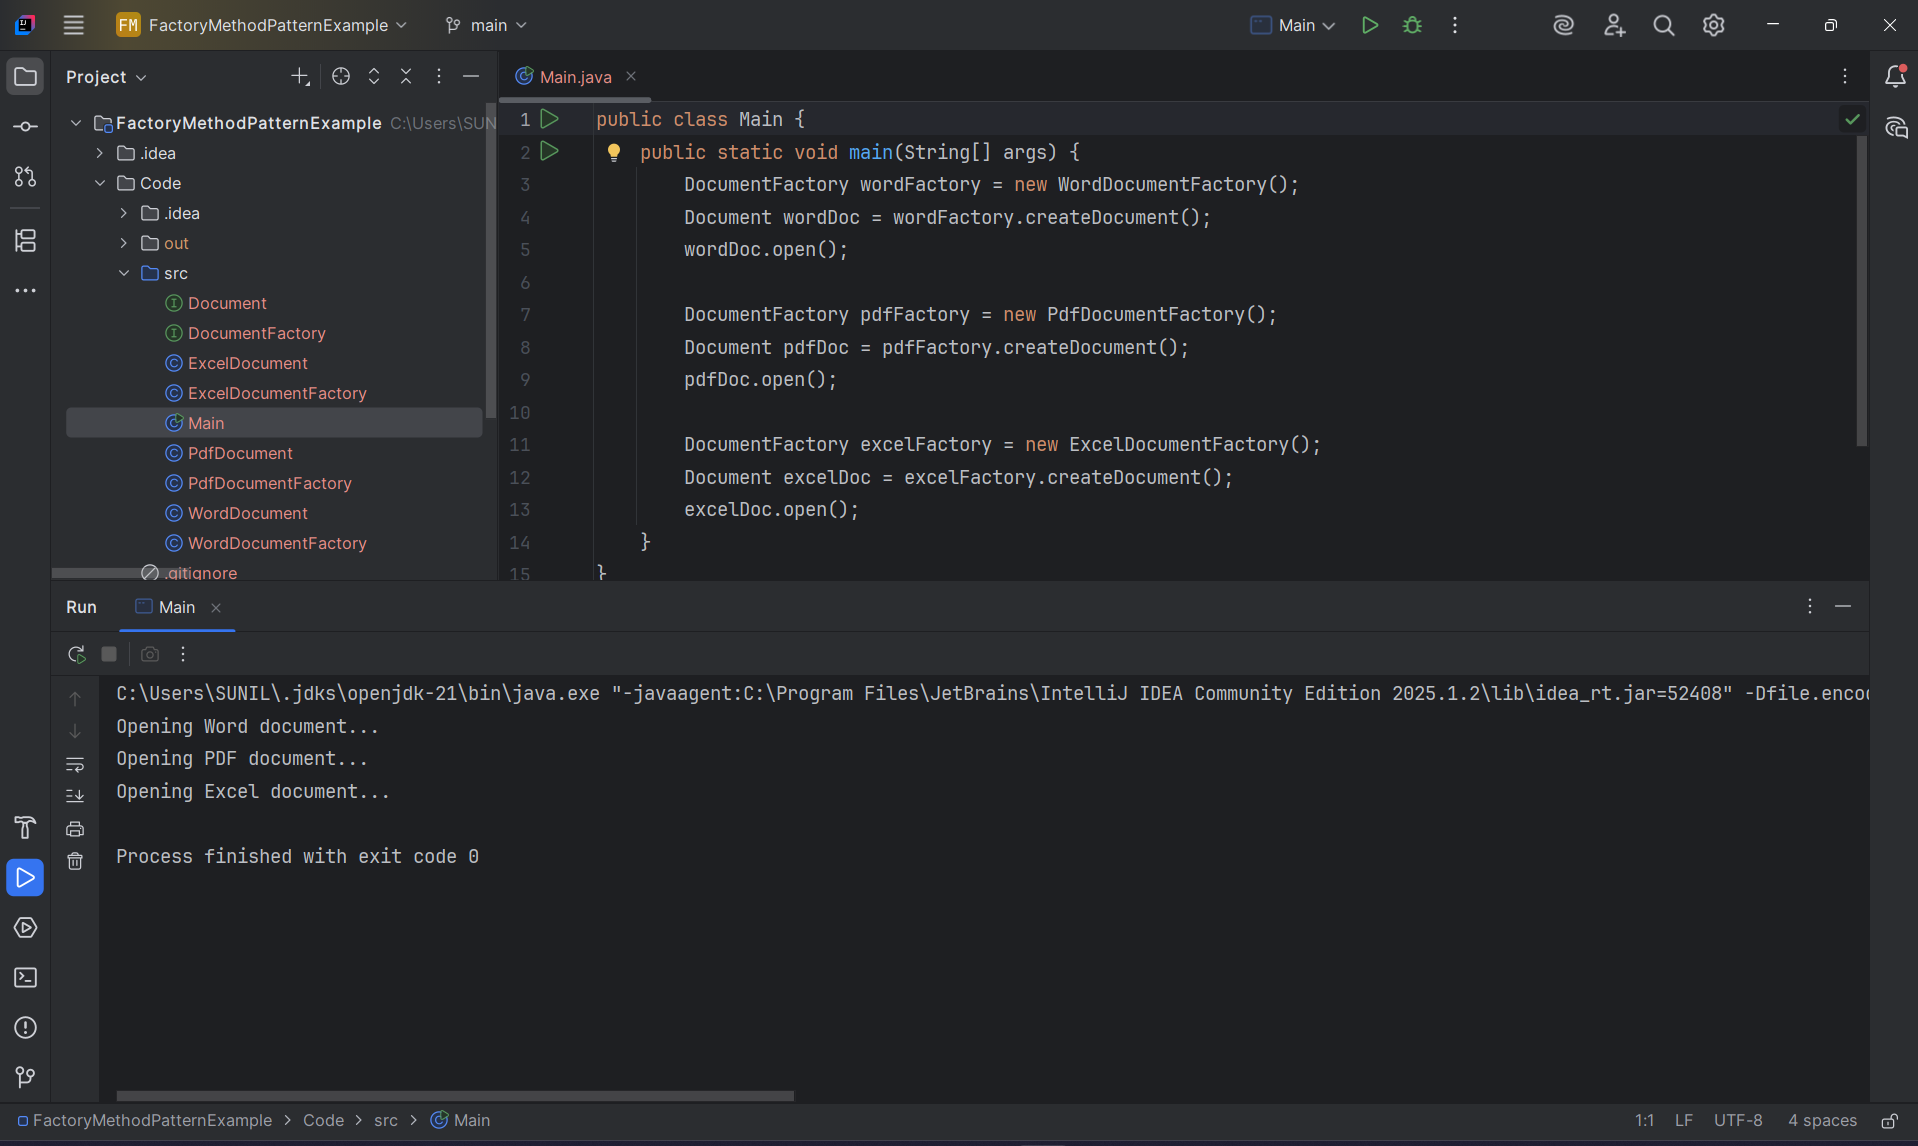 FM FactoryMethodPatternExample main Main
Project
Main.java
FactoryMethodPatternExample C:\Users\SUN
.idea
Code
.idea
out
src
Document
DocumentFactory
ExcelDocument
ExcelDocumentFactory
Main
PdfDocument
PdfDocumentFactory
WordDocument
WordDocumentFactory
.gitignore
1 public class Main {
2 public static void main(String[] args) {
3 DocumentFactory wordFactory = new WordDocumentFactory();
4 Document wordDoc = wordFactory.createDocument();
5 wordDoc.open();
6
7 DocumentFactory pdfFactory = new PdfDocumentFactory();
8 Document pdfDoc = pdfFactory.createDocument();
9 pdfDoc.open();
10
11 DocumentFactory excelFactory = new ExcelDocumentFactory();
12 Document excelDoc = excelFactory.createDocument();
13 excelDoc.open();
14 }
15 }
Run Main
C:\Users\SUNIL\.jdks\openjdk-21\bin\java.exe "-javaagent:C:\Program Files\JetBrains\IntelliJ IDEA Community Edition 2025.1.2\lib\idea_rt.jar=52408" -Dfile.enco
Opening Word document...
Opening PDF document...
Opening Excel document...
Process finished with exit code 0
FactoryMethodPatternExample > Code > src > Main
1:1 LF UTF-8 4 spaces